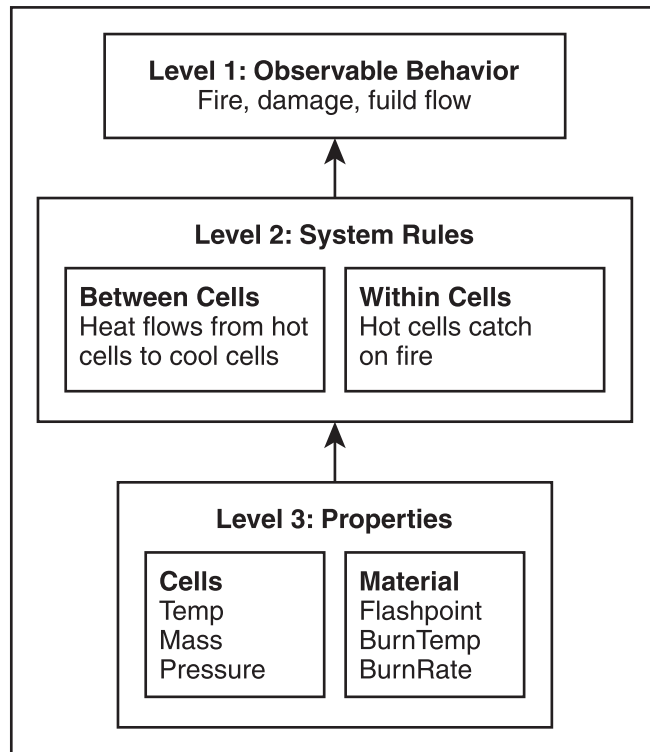 Level 1: Observable Behavior
Fire, damage, fuild flow
Level 2: System Rules
Between Cells
Heat flows from hot
cells to cool cells
Within Cells
Hot cells catch
on fire
Level 3: Properties
Cells
Temp
Mass
Pressure
Material
Flashpoint
BurnTemp
BurnRate